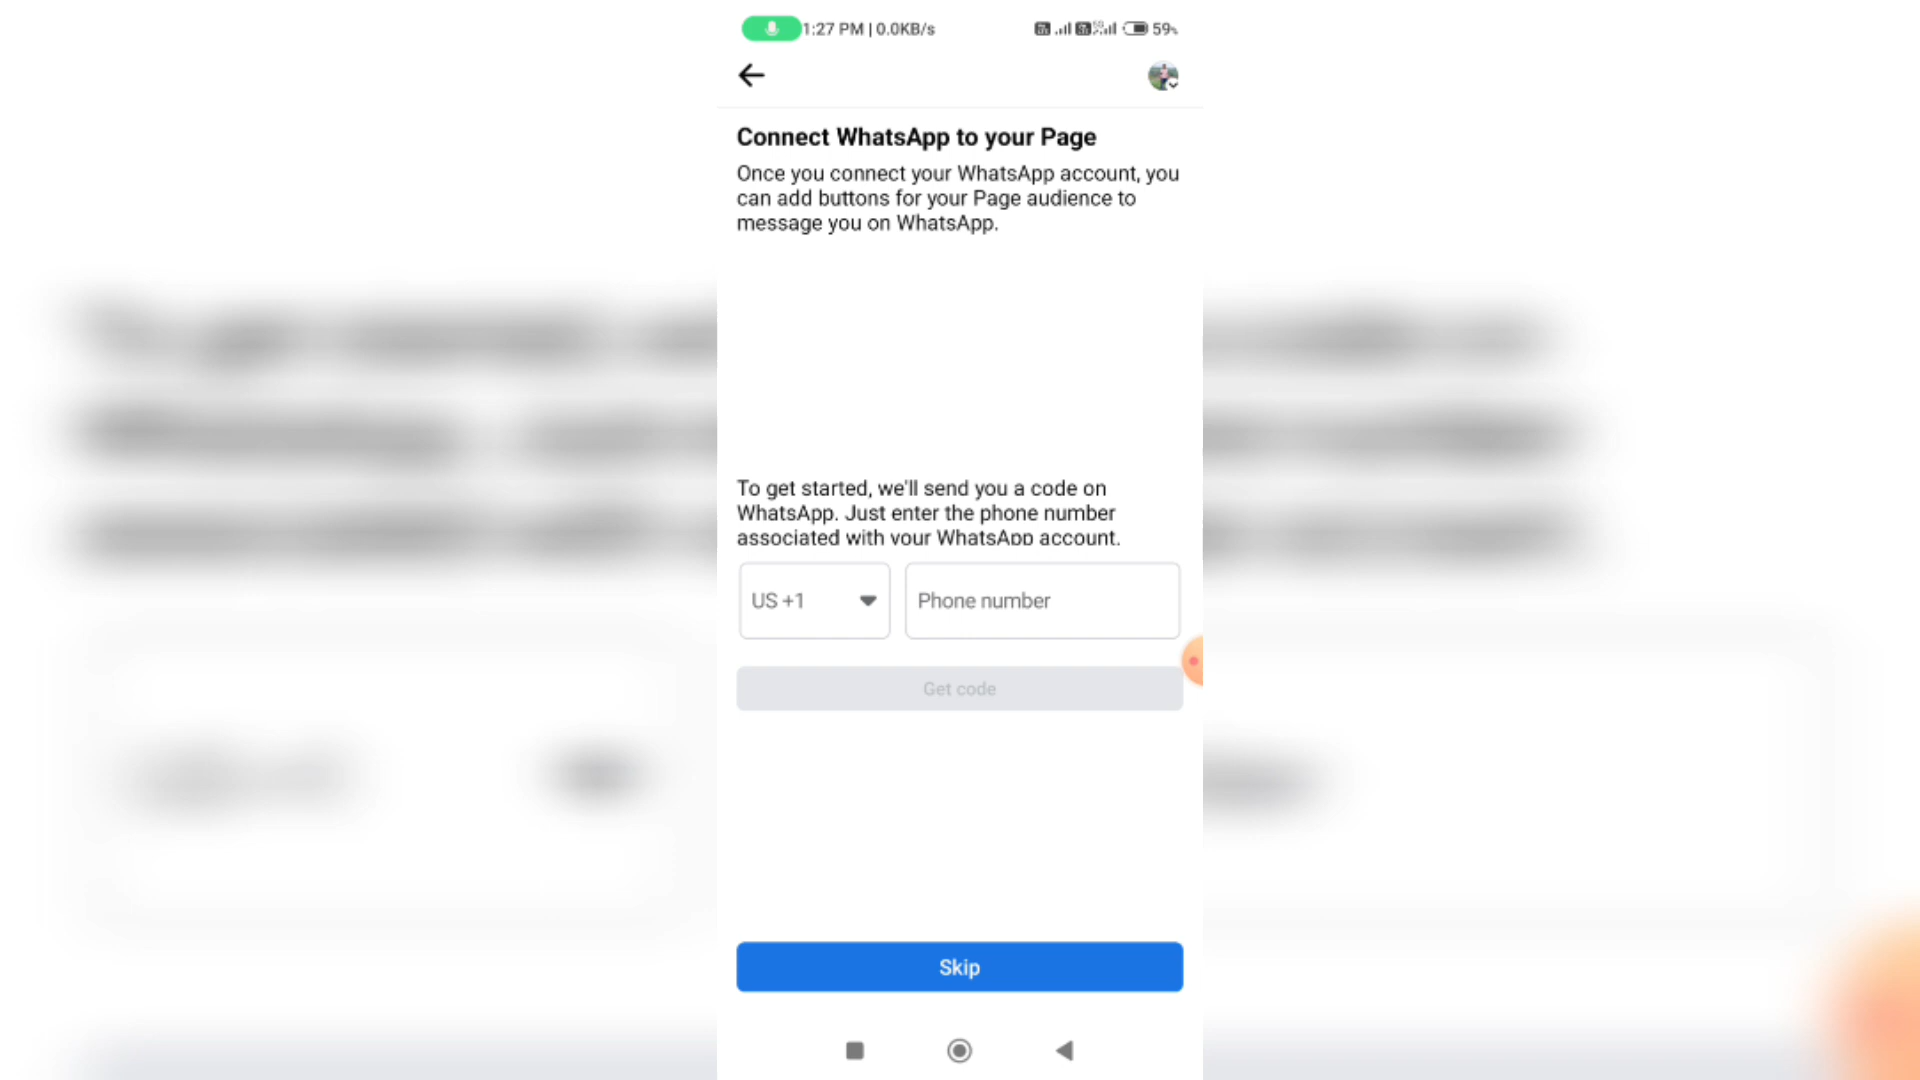 1:27 PM | 0.0KB/s
59%
Connect WhatsApp to your Page
Once you connect your WhatsApp account, you
can add buttons for your Page audience to
message you on WhatsApp.
To get started, we'll send you a code on
WhatsApp. Just enter the phone number
associated with your WhatsApp account.
US +1
Phone number
Get code
Skip